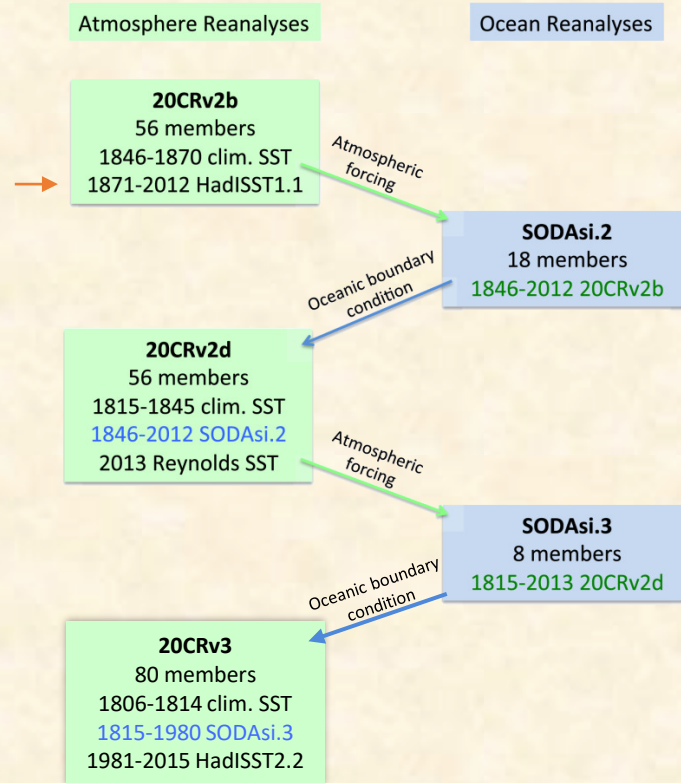 Atmosphere Reanalyses
Ocean Reanalyses
20CRv2b
56 members
1846-1870 clim. SST
1871-2012 HadISST1.1
Atmospheric
forcing
SODAsi.2
18 members
1846-2012 20CRv2b
Oceanic boundary
condition
20CRv2d
56 members
1815-1845 clim. SST
1846-2012 SODAsi.2
2013 Reynolds SST
Atmospheric
forcing
SODAsi.3
8 members
1815-2013 20CRv2d
Oceanic boundary
condition
20CRv3
80 members
1806-1814 clim. SST
1815-1980 SODAsi.3
1981-2015 HadISST2.2